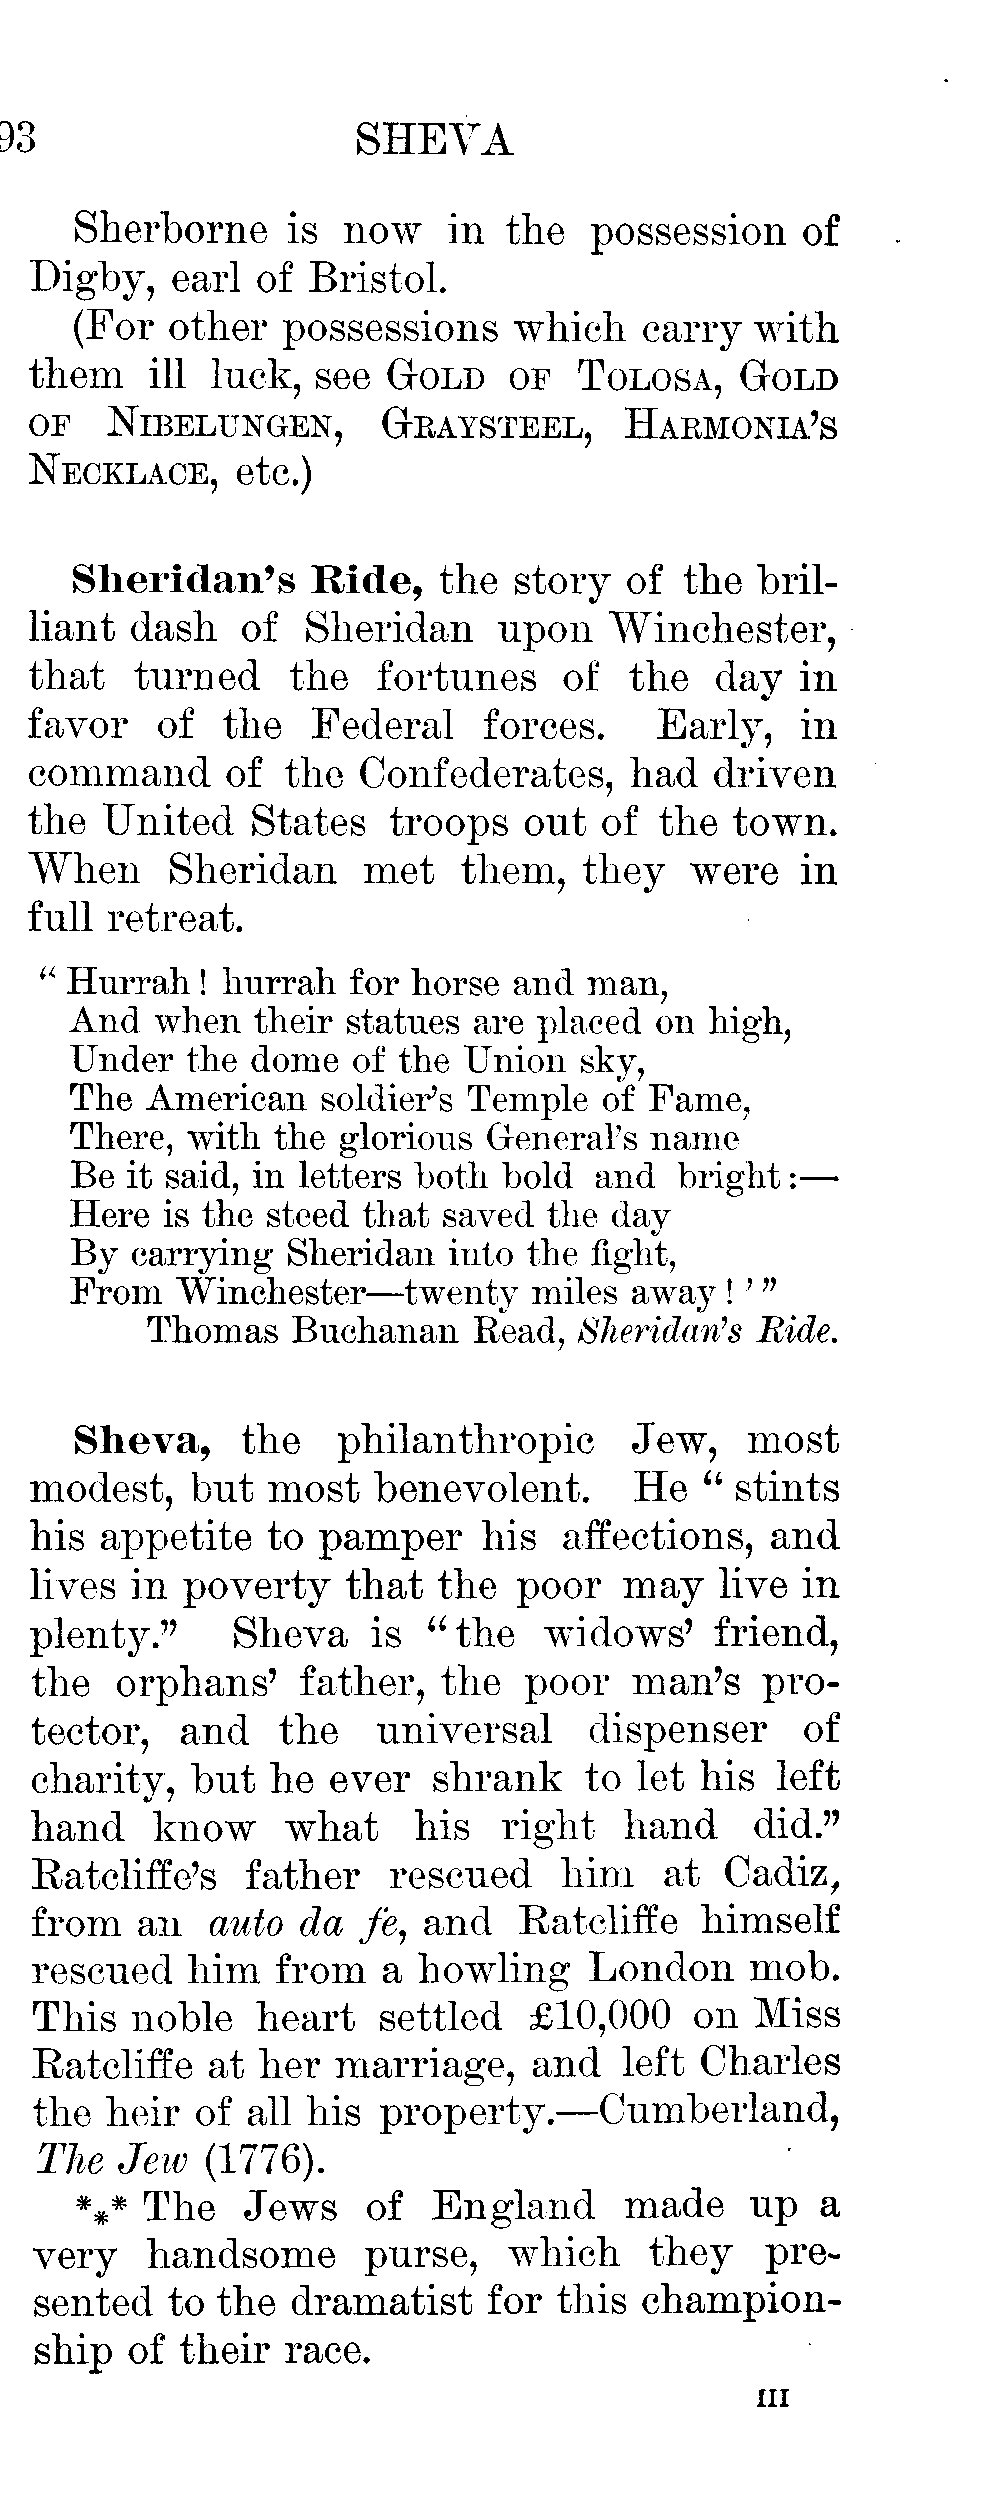 93 SHEVA
Sherborne is now in the possession of
Digby, earl of Bristol.
(For other possessions which carry with
them ill luck, see GOLD OF TOLOSA, GOLD
OF NIBELUNGEN, GRAYSTEEL, HARMONIA'S
NECKLACE, etc.)
Sheridan's Ride, the story of the bril-
liant dash of Sheridan upon Winchester,
that turned the fortunes of the day in
favor of the Federal forces. Early, in
command of the Confederates, had driven
the United States troops out of the town.
When Sheridan met them, they were in
full retreat.
“ Hurrah ! hurrah for horse and man,
And when their statues are placed on high,
Under the dome of the Union sky,
The American soldier's Temple of Fame,
There, with the glorious General's name
Be it said, in letters both bold and bright :—
Here is the steed that saved the day
By carrying Sheridan into the fight,
From Winchester—twenty miles away ! ’ ”
Thomas Buchanan Read, Sheridan's Ride.
Sheva, the philanthropic Jew, most
modest, but most benevolent. He “ stints
his appetite to pamper his affections, and
lives in poverty that the poor may live in
plenty.” Sheva is “ the widows' friend,
the orphans' father, the poor man's pro-
tector, and the universal dispenser of
charity, but he ever shrank to let his left
hand know what his right hand did.”
Ratcliffe's father rescued him at Cadiz,
from an auto da fe, and Ratcliffe himself
rescued him from a howling London mob.
This noble heart settled £10,000 on Miss
Ratcliffe at her marriage, and left Charles
the heir of all his property.—Cumberland,
The Jew (1776).
*** The Jews of England made up a
very handsome purse, which they pre-
sented to the dramatist for this champion-
ship of their race.
III